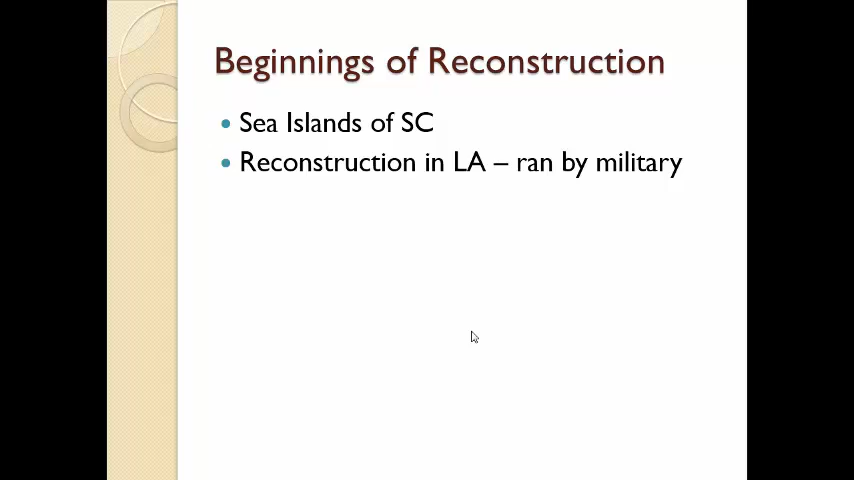 Beginnings of Reconstruction
• Sea Islands of SC
• Reconstruction in LA – ran by military